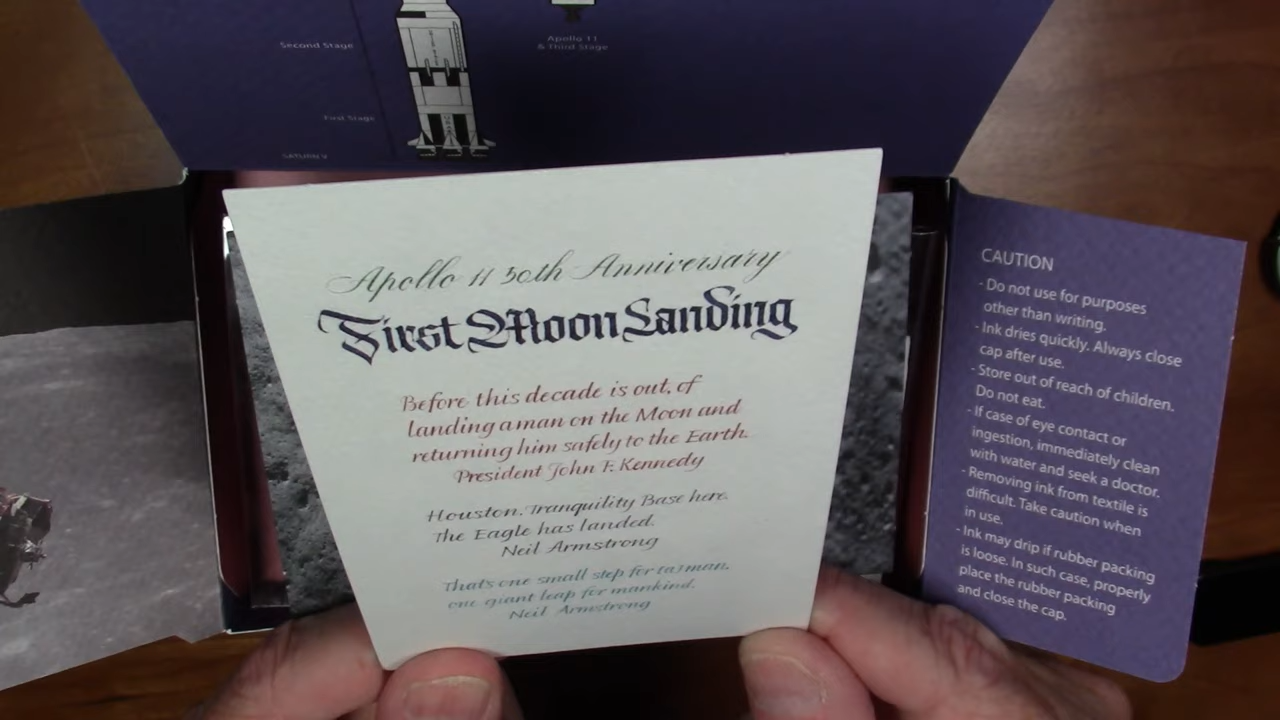 Second Stage
First Stage
SATURN V
Apollo 11
& Third Stage
Apollo 11 50th Anniversary
First Moon Landing
Before this decade is out, of
landing a man on the Moon and
returning him safely to the Earth.
President John F. Kennedy
Houston. Tranquility Base here.
The Eagle has landed.
Neil Armstrong
That's one small step for (a) man,
one giant leap for mankind.
Neil Armstrong
CAUTION
- Do not use for purposes
other than writing.
- Ink dries quickly. Always close
cap after use.
- Store out of reach of children.
Do not eat.
- If case of eye contact or
ingestion, immediately clean
with water and seek a doctor.
- Removing ink from textile is
difficult. Take caution when
in use.
- Ink may drip if rubber packing
is loose. In such case, properly
place the rubber packing
and close the cap.